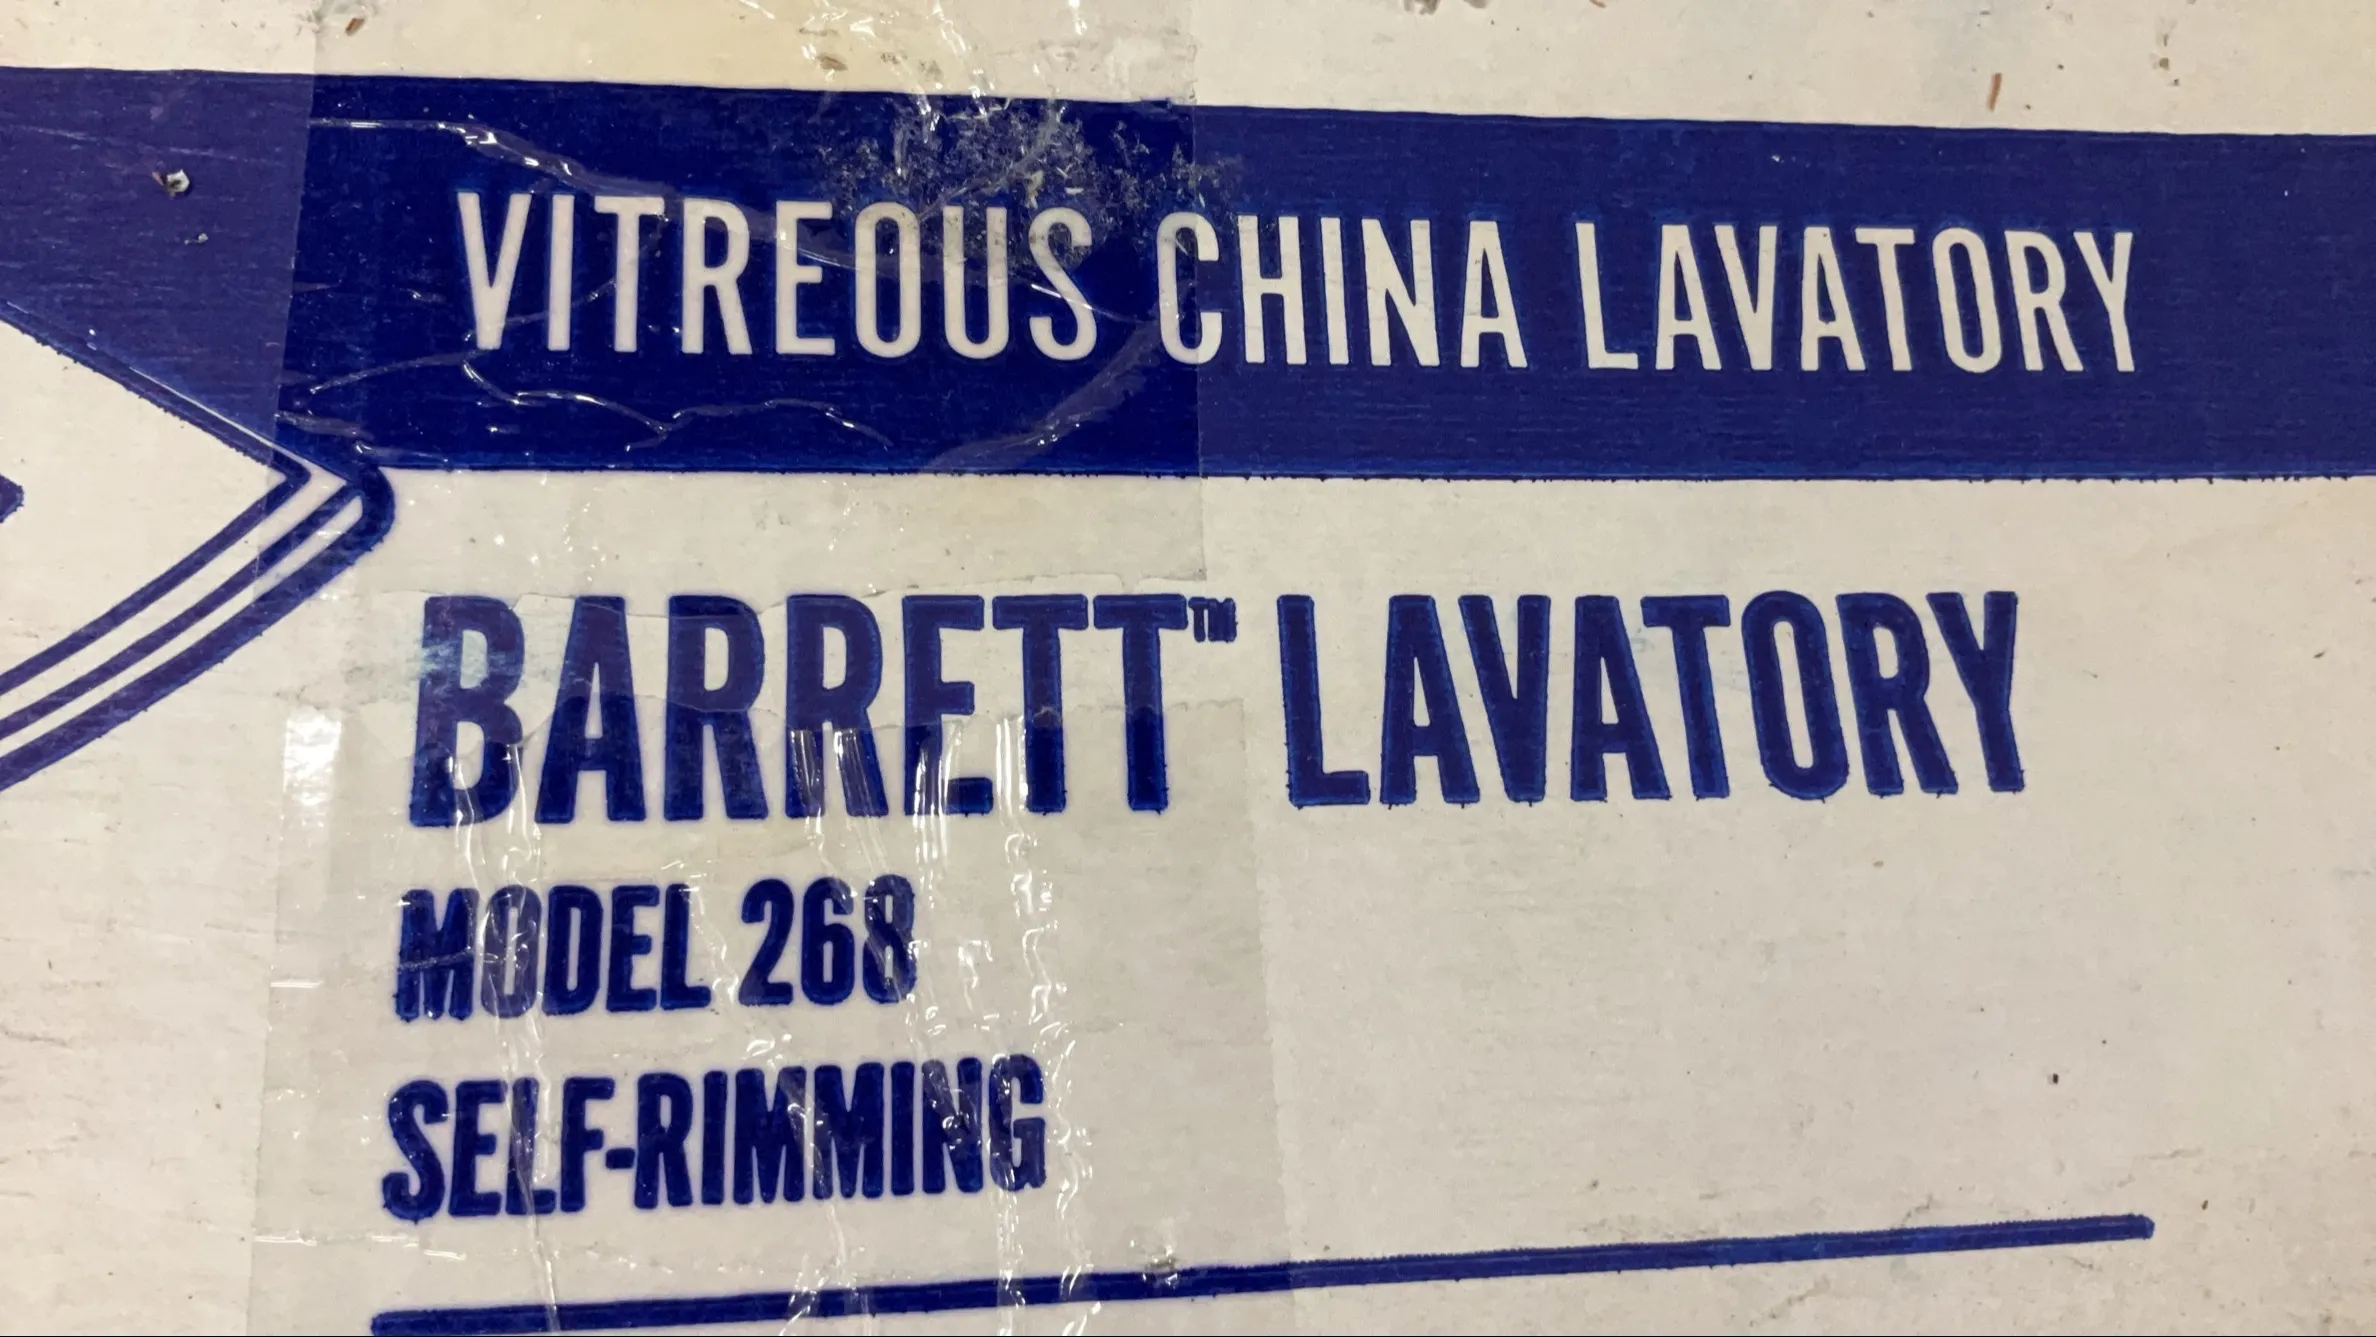 VITREOUS CHINA LAVATORY
BARRETT™ LAVATORY
MODEL 268
SELF-RIMMING